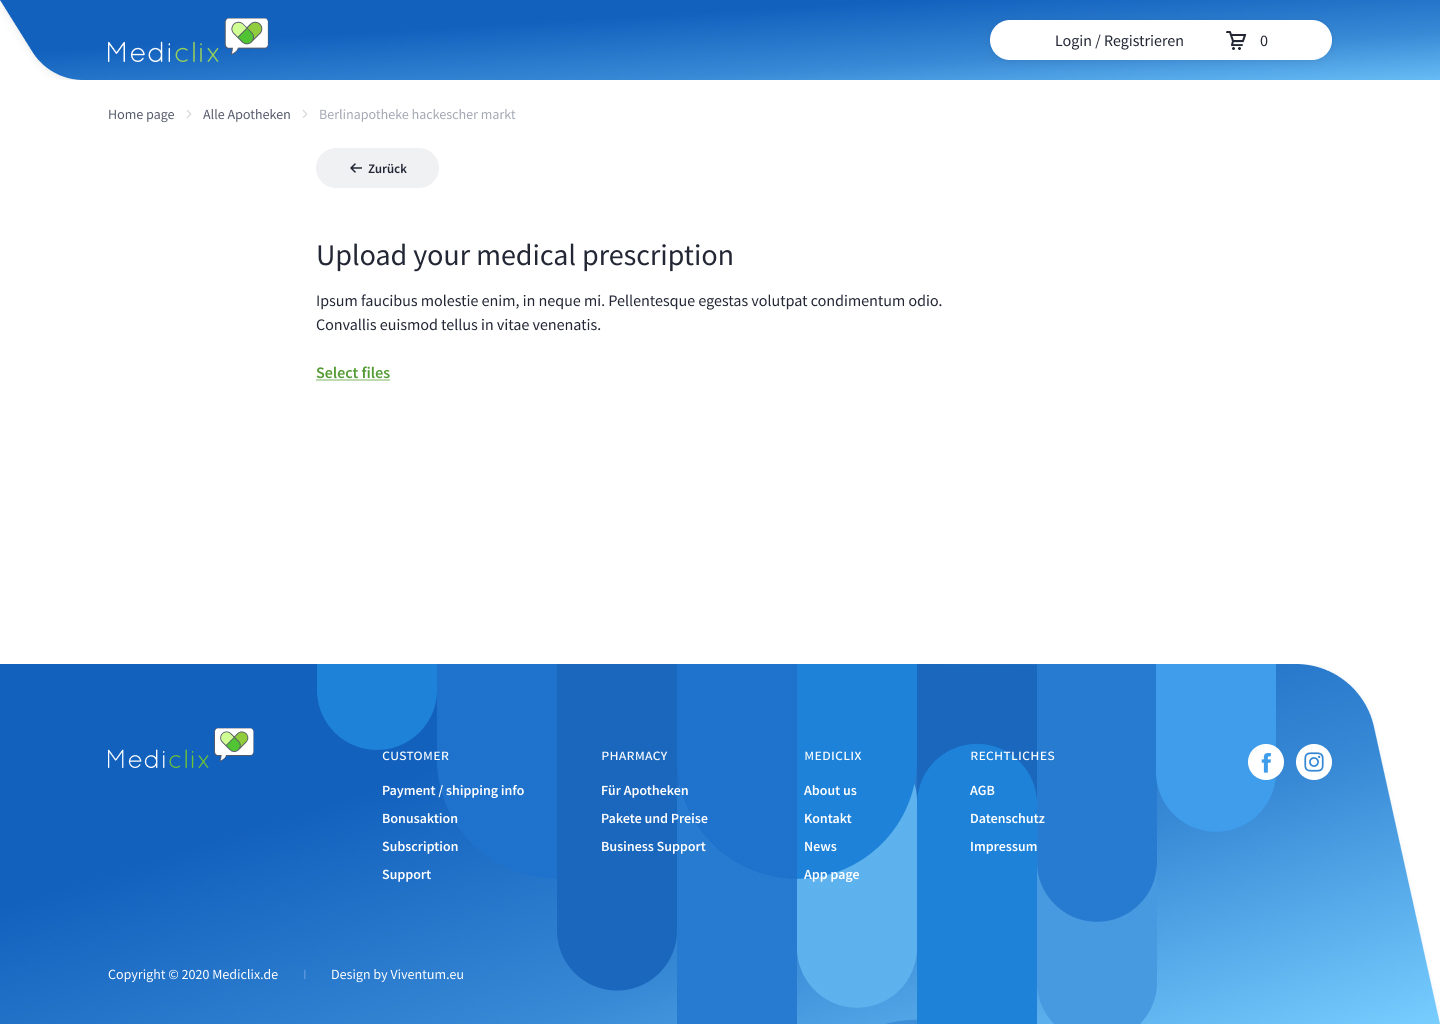 Mediclix
Login / Registrieren 0
Home page Alle Apotheken Berlinapotheke hackescher markt
Zurück
Upload your medical prescription
Ipsum faucibus molestie enim, in neque mi. Pellentesque egestas volutpat condimentum odio.
Convallis euismod tellus in vitae venenatis.
Select files
Mediclix
CUSTOMER
Payment / shipping info
Bonusaktion
Subscription
Support
PHARMACY
Für Apotheken
Pakete und Preise
Business Support
MEDICLIX
About us
Kontakt
News
App page
RECHTLICHES
AGB
Datenschutz
Impressum
Copyright © 2020 Mediclix.de | Design by Viventum.eu